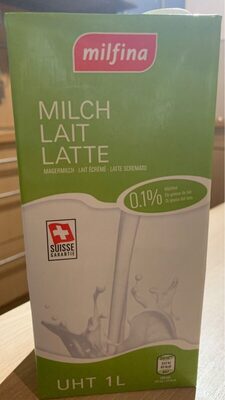 milfina
MILCH
LAIT
LATTE
MAGERMILCH · LAIT ÉCRÉMÉ · LATTE SCREMATO
0.1%
SUISSE
GARANTIE
UHT 1L